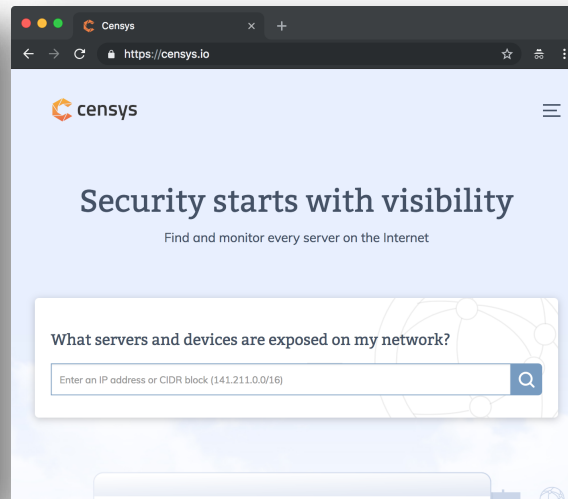 Censys
https://censys.io
censys
Security starts with visibility
Find and monitor every server on the Internet
What servers and devices are exposed on my network?
Enter an IP address or CIDR block (141.211.0.0/16)